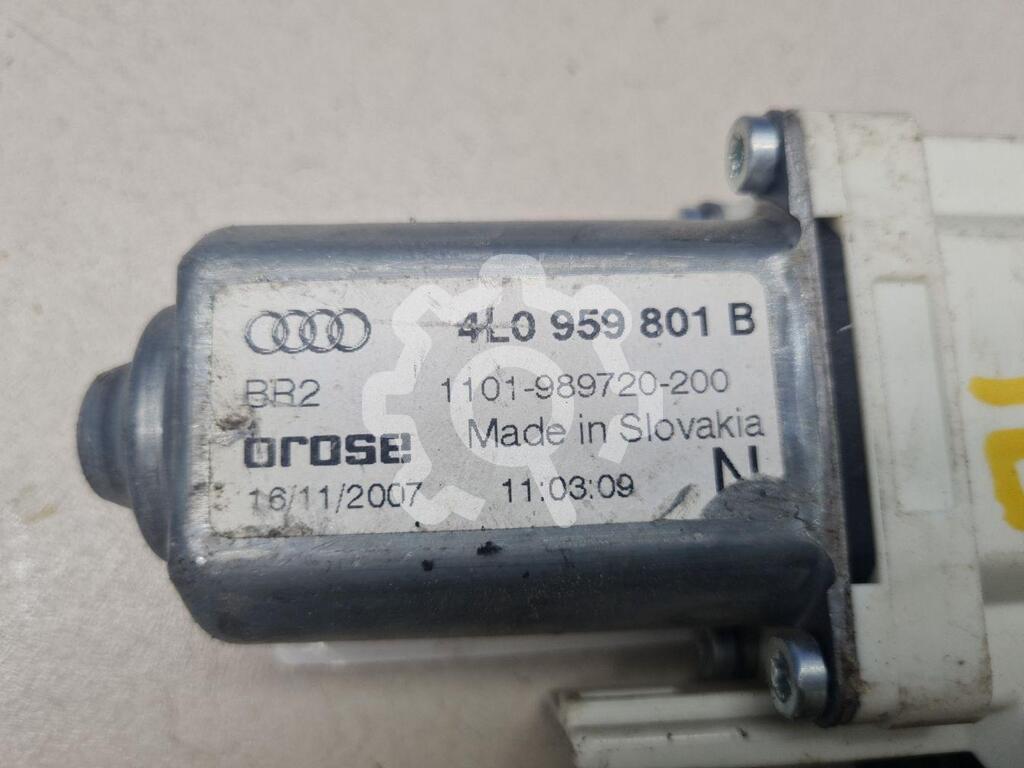 4L0 959 801 B
BR2 1101-989720-200
brose Made in Slovakia
16/11/2007 11:03:09 N